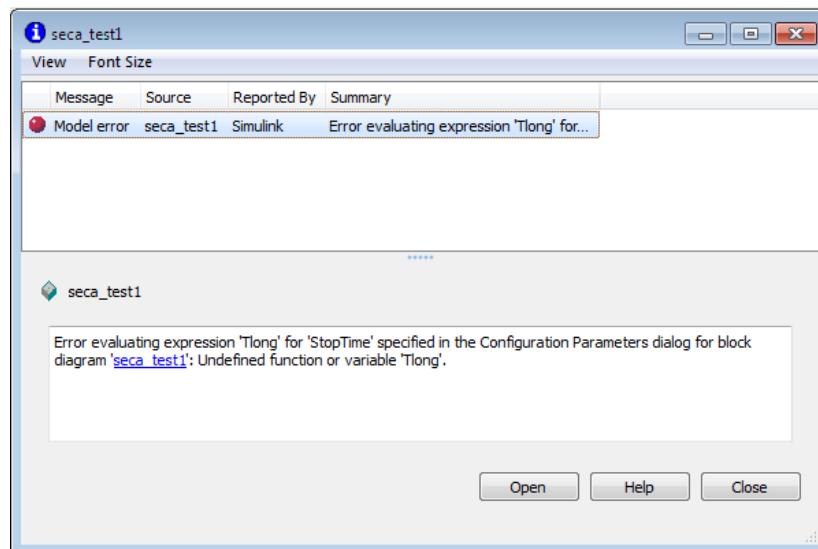 seca_test1
View Font Size
Message Source Reported By Summary
Model error seca_test1 Simulink Error evaluating expression 'Tlong' for...
seca_test1
Error evaluating expression 'Tlong' for 'StopTime' specified in the Configuration Parameters dialog for block
diagram 'seca_test1': Undefined function or variable 'Tlong'.
Open Help Close